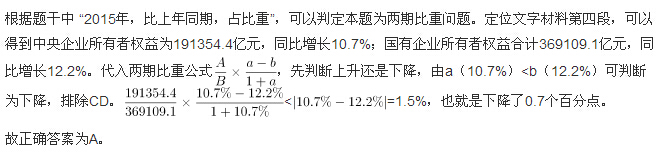 根据题干中 “2015年，比上年同期，占比重”，可以判定本题为两期比重问题。定位文字材料第四段，可以
得到中央企业所有者权益为191354.4亿元，同比增长10.7%；国有企业所有者权益合计369109.1亿元，同
比增长12.2%。代入两期比重公式A/B × (a − b)/(1 + a)，先判断上升还是下降，由a（10.7%）<b（12.2%）可判断
为下降，排除CD。191354.4/369109.1 × (10.7% − 12.2%)/(1 + 10.7%) <|10.7% − 12.2%|=1.5%，也就是下降了0.7个百分点。
故正确答案为A。